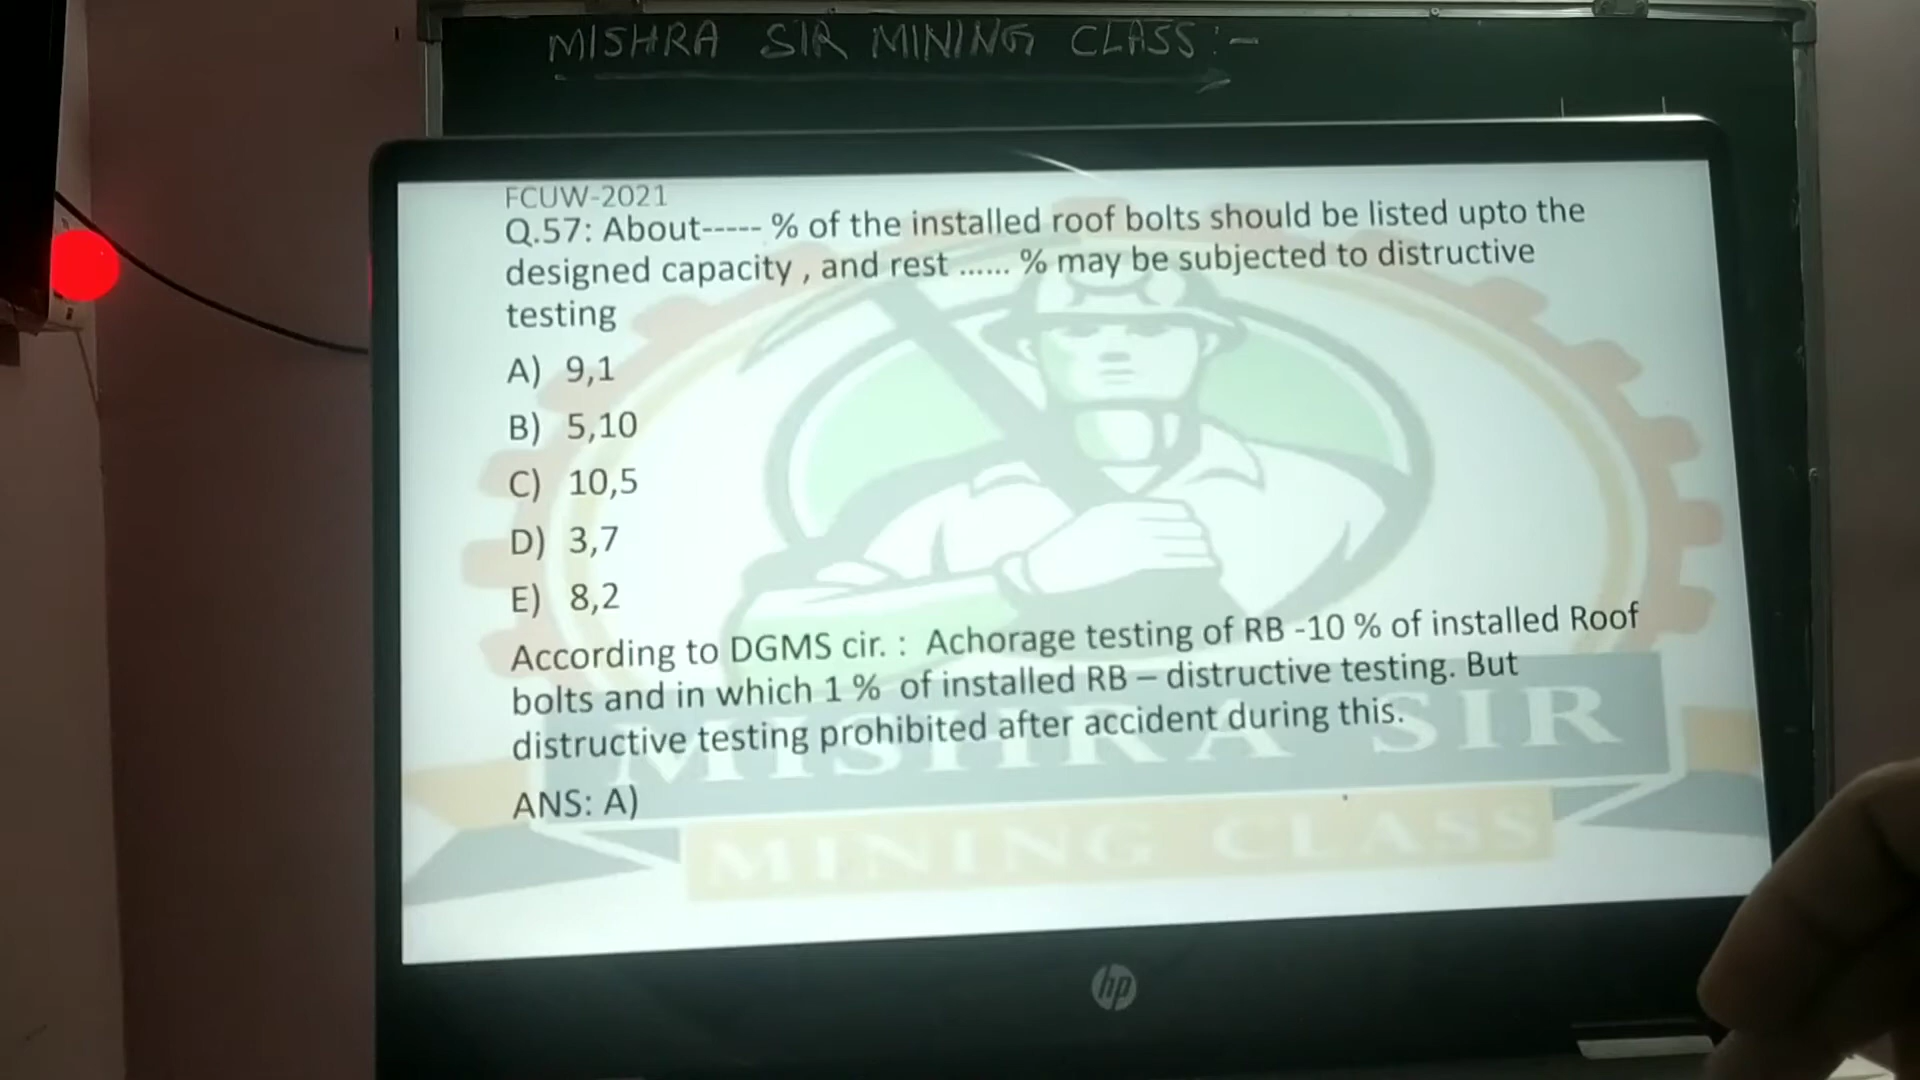 MISHRA SIR MINING CLASS:-
FCUW-2021
Q.57: About----- % of the installed roof bolts should be listed upto the
designed capacity , and rest ...... % may be subjected to distructive
testing
A) 9,1
B) 5,10
C) 10,5
D) 3,7
E) 8,2
According to DGMS cir. : Achorage testing of RB -10 % of installed Roof
bolts and in which 1 % of installed RB – distructive testing. But
distructive testing prohibited after accident during this.
ANS: A)
MISHRA SIR
MINING CLASS
hp